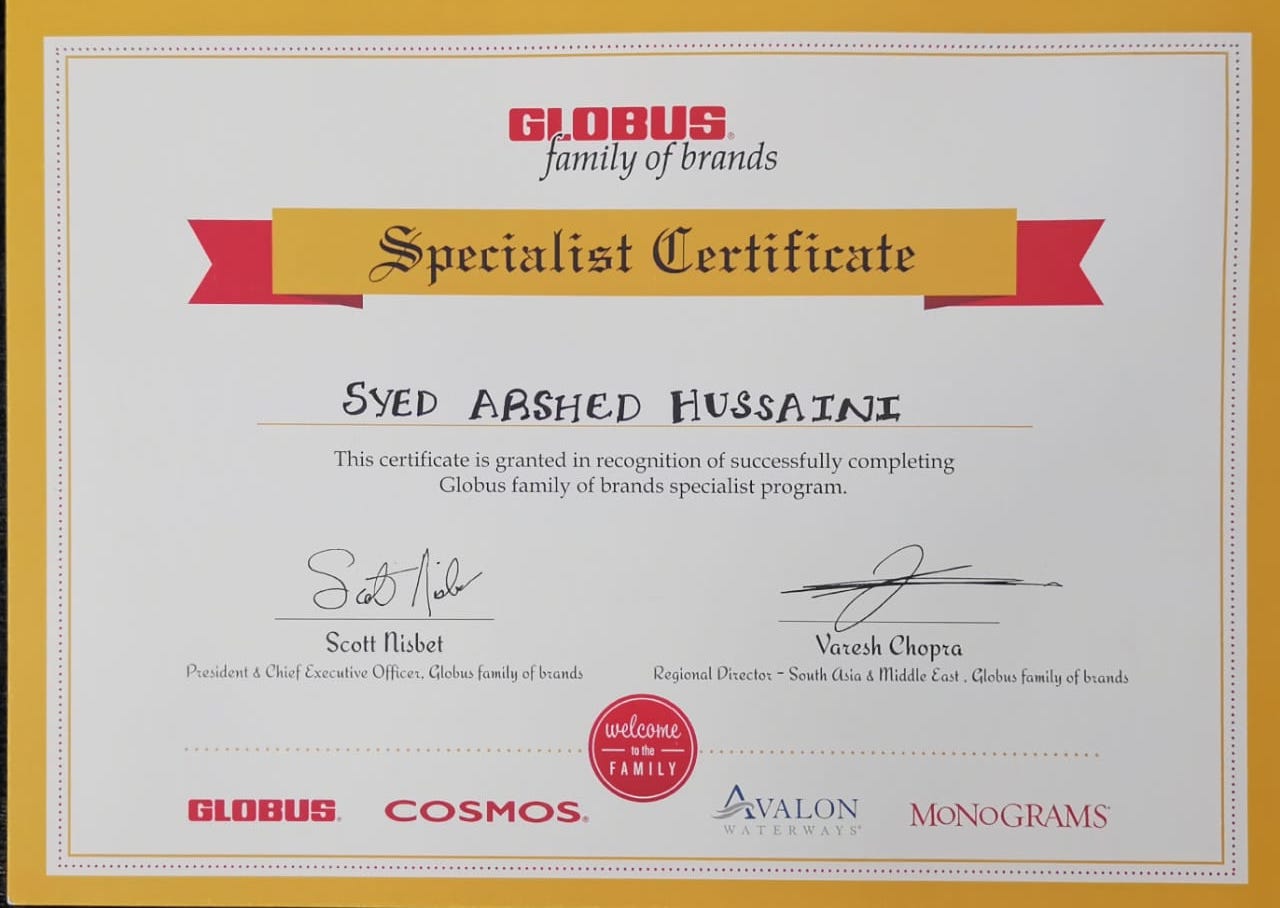 GLOBUS®
family of brands
Specialist Certificate
SYED ARSHED HUSSAINI
This certificate is granted in recognition of successfully completing
Globus family of brands specialist program.
Scott Nisbet
Scott Nisbet
President & Chief Executive Officer, Globus family of brands
Varesh Chopra
Regional Director - South Asia & Middle East , Globus family of brands
welcome
to the
FAMILY
GLOBUS®
COSMOS®
AVALON
WATERWAYS®
MONOGRAMS®